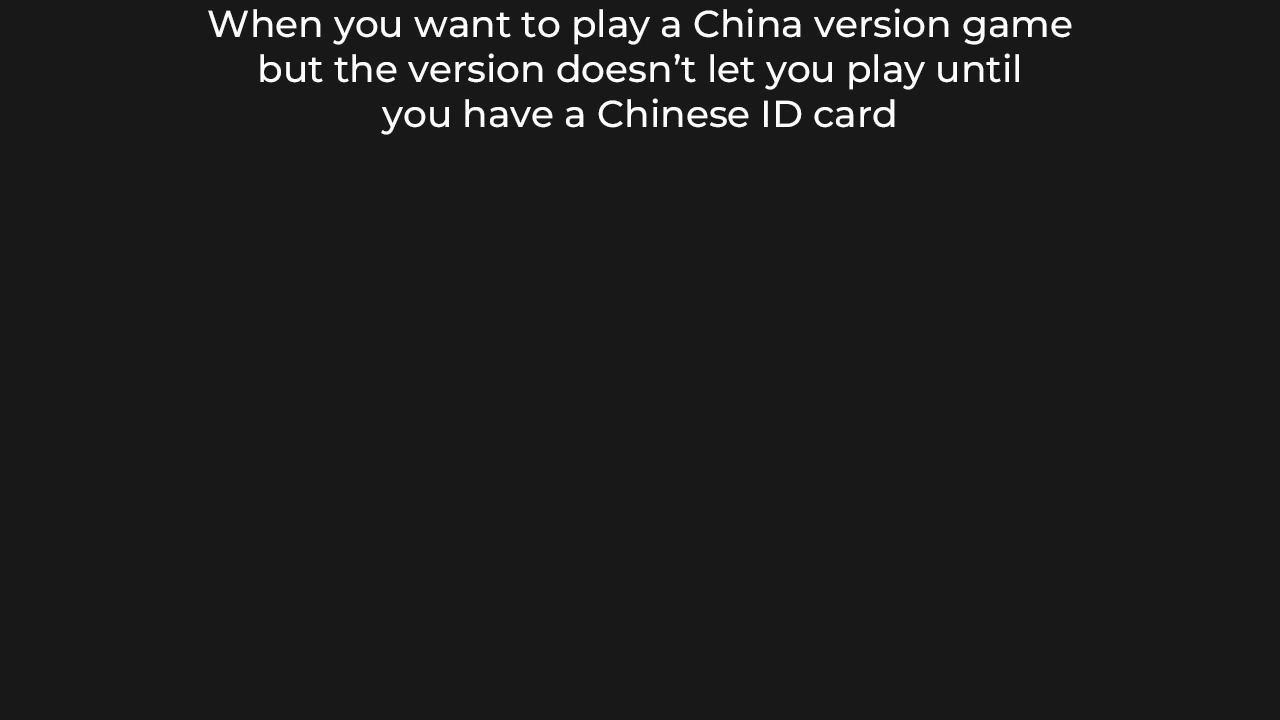 When you want to play a China version game
but the version doesn’t let you play until
you have a Chinese ID card